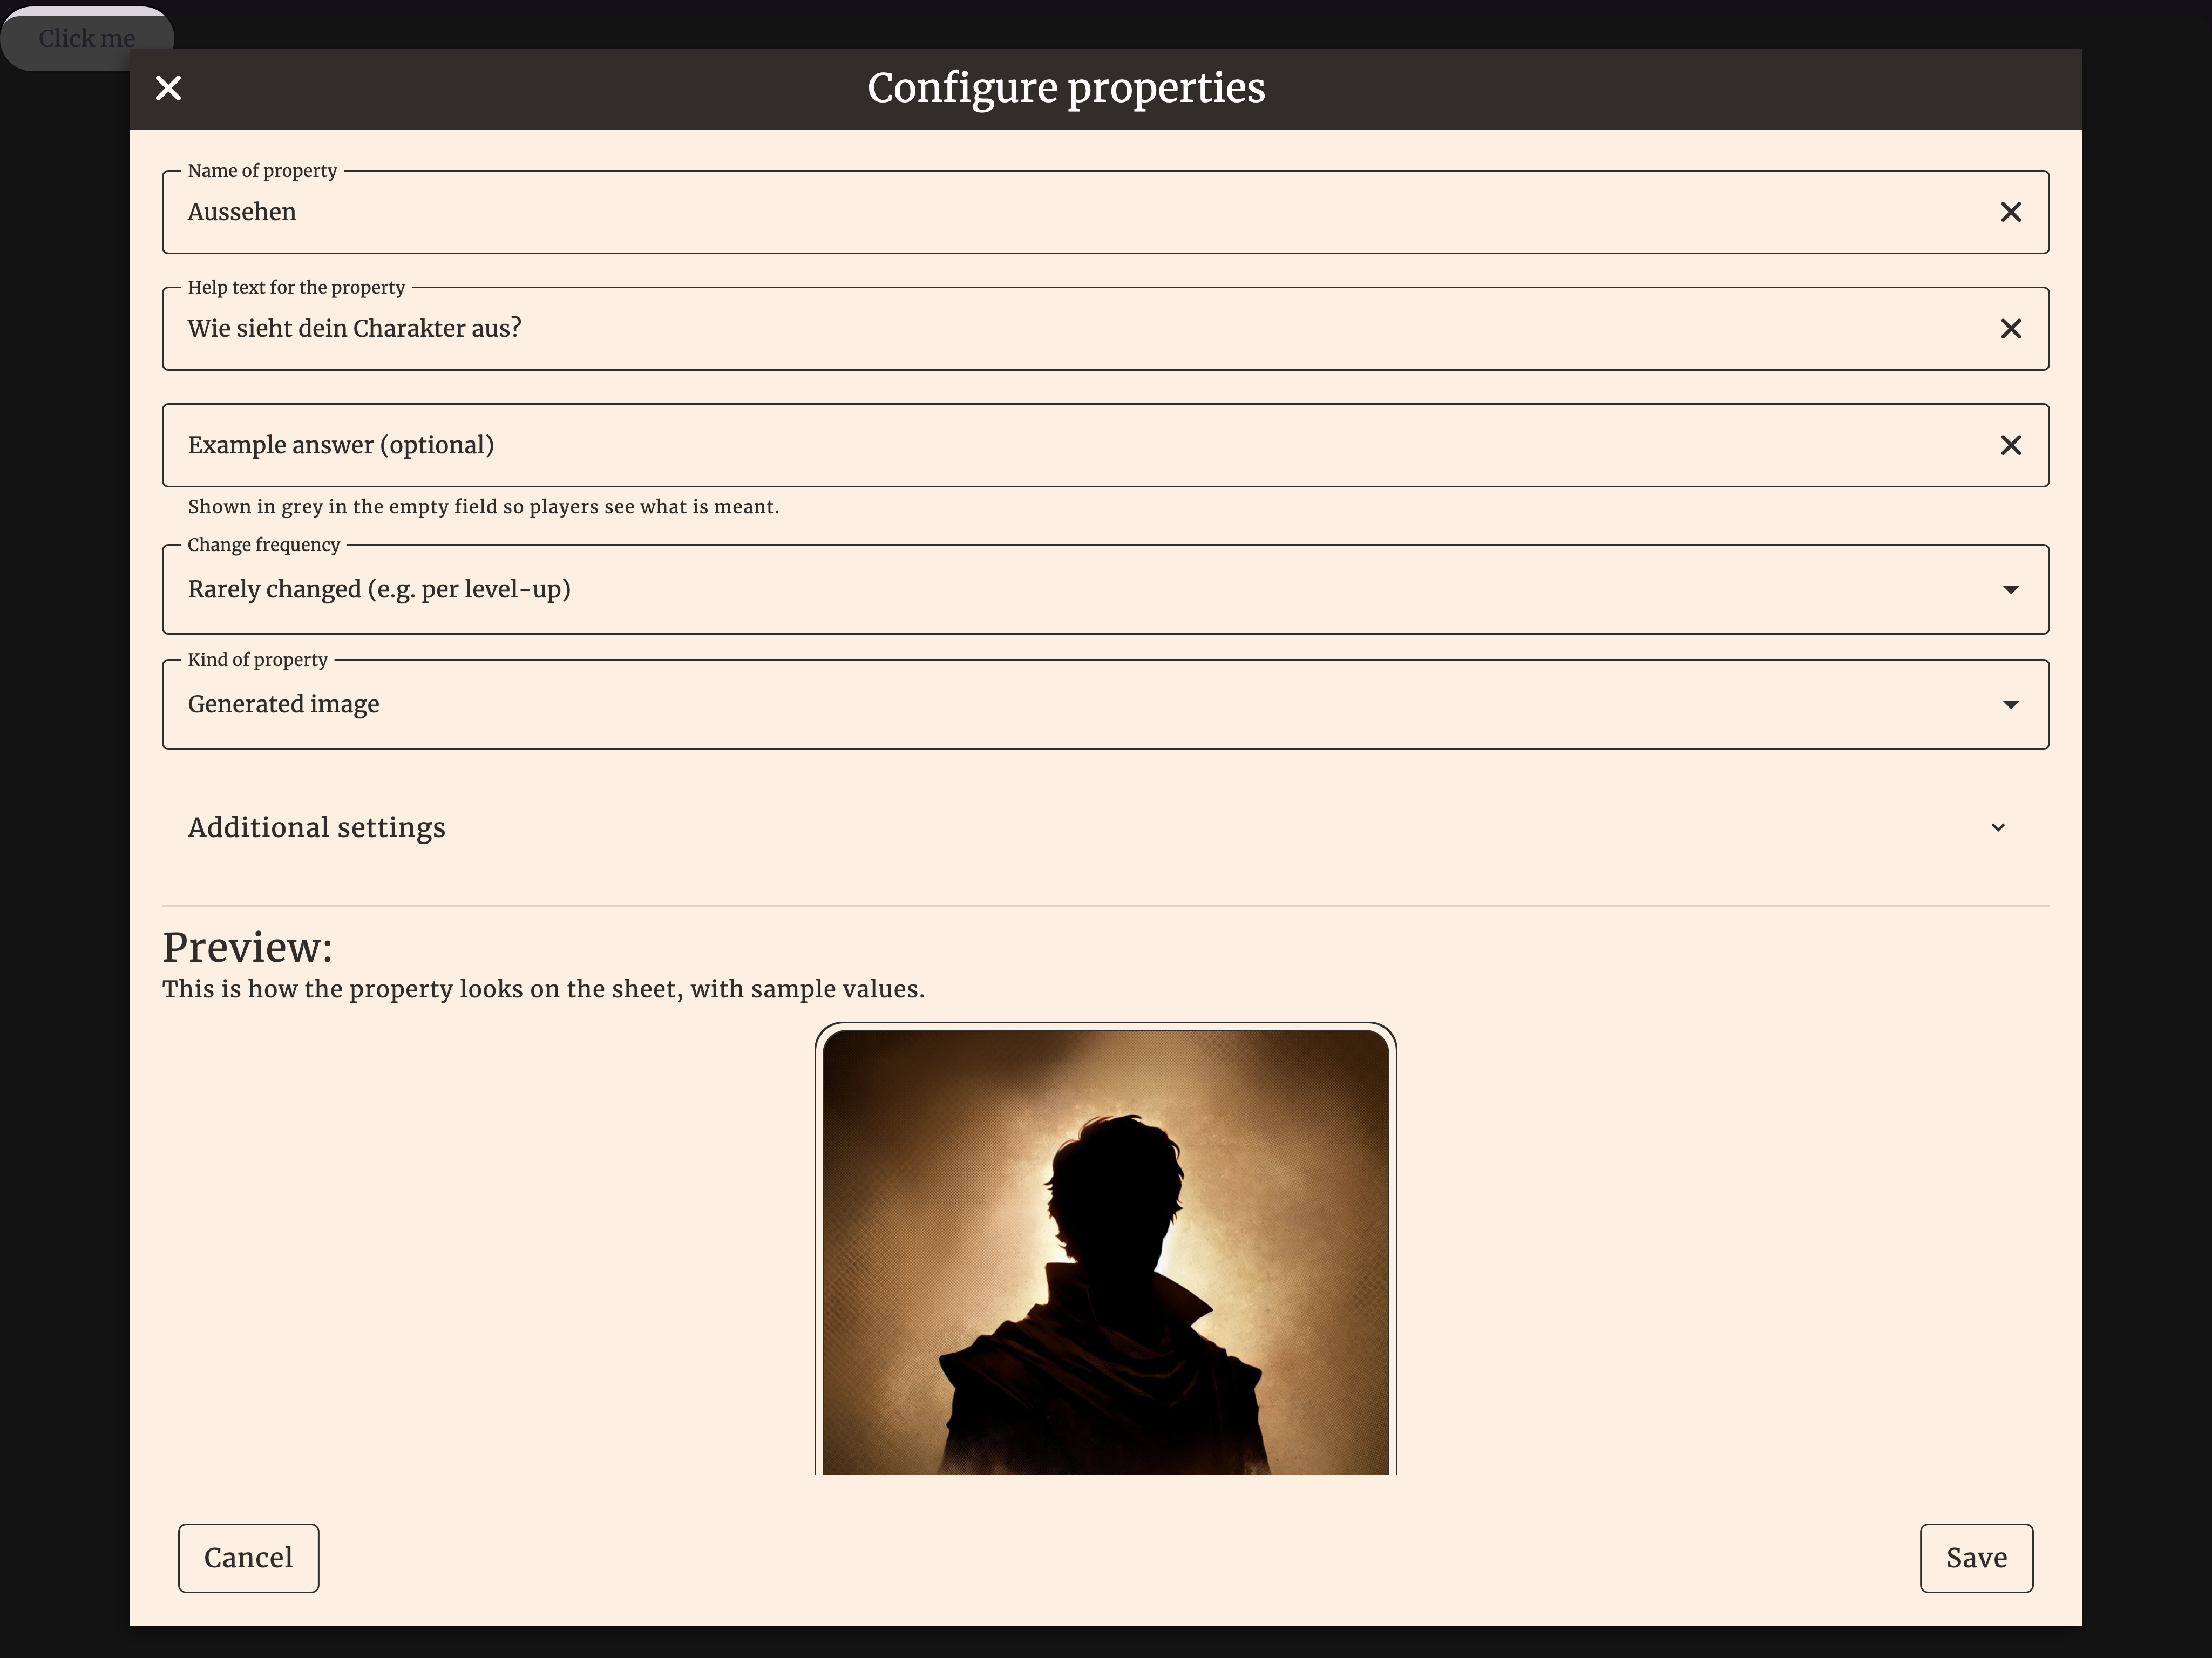 Click me
Configure properties
Name of property
Aussehen
Help text for the property
Wie sieht dein Charakter aus?
Example answer (optional)
Shown in grey in the empty field so players see what is meant.
Change frequency
Rarely changed (e.g. per level-up)
Kind of property
Generated image
Additional settings
Preview:
This is how the property looks on the sheet, with sample values.
Cancel
Save